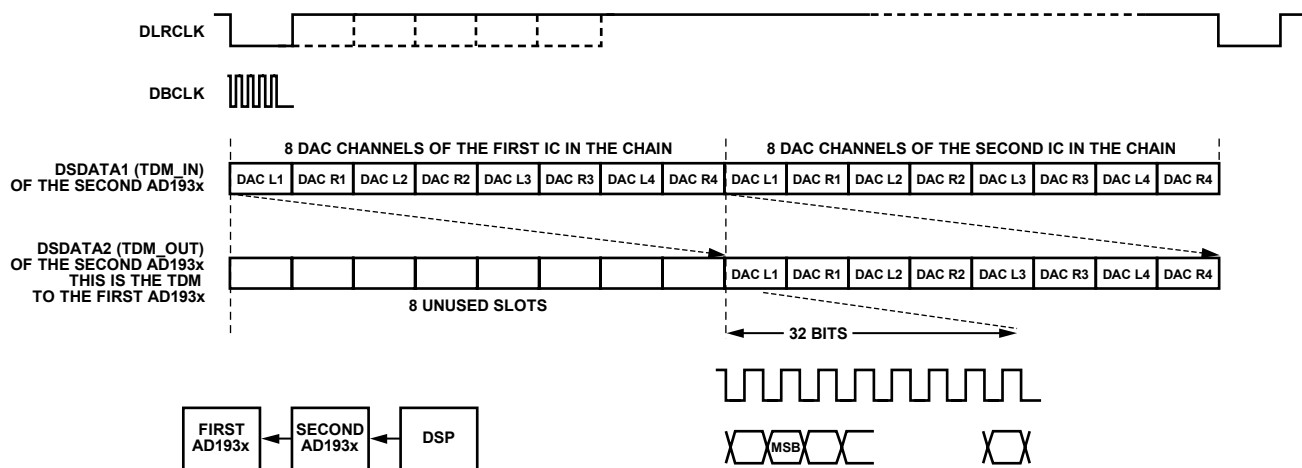 DLRCLK
DBCLK
8 DAC CHANNELS OF THE FIRST IC IN THE CHAIN
8 DAC CHANNELS OF THE SECOND IC IN THE CHAIN
DSDATA1 (TDM_IN)
OF THE SECOND AD193x
DAC L1 DAC R1 DAC L2 DAC R2 DAC L3 DAC R3 DAC L4 DAC R4 DAC L1 DAC R1 DAC L2 DAC R2 DAC L3 DAC R3 DAC L4 DAC R4
DSDATA2 (TDM_OUT)
OF THE SECOND AD193x
THIS IS THE TDM
TO THE FIRST AD193x
DAC L1 DAC R1 DAC L2 DAC R2 DAC L3 DAC R3 DAC L4 DAC R4
8 UNUSED SLOTS
32 BITS
FIRST
AD193x
SECOND
AD193x
DSP
MSB